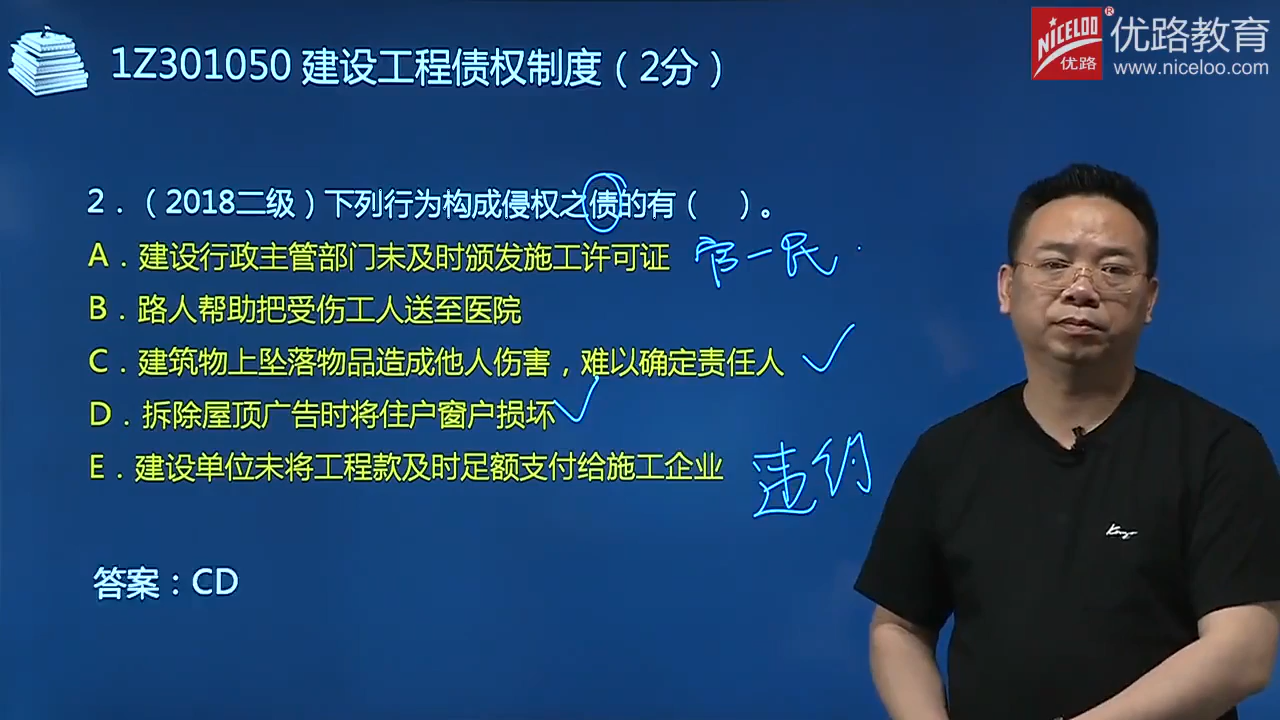 1Z301050 建设工程债权制度（2分）
NICELOO®
优路
优路教育
www.niceloo.com
2．（2018二级）下列行为构成侵权之债的有（　）。
A．建设行政主管部门未及时颁发施工许可证 官一民
B．路人帮助把受伤工人送至医院
C．建筑物上坠落物品造成他人伤害，难以确定责任人
D．拆除屋顶广告时将住户窗户损坏
E．建设单位未将工程款及时足额支付给施工企业 违约
答案：CD